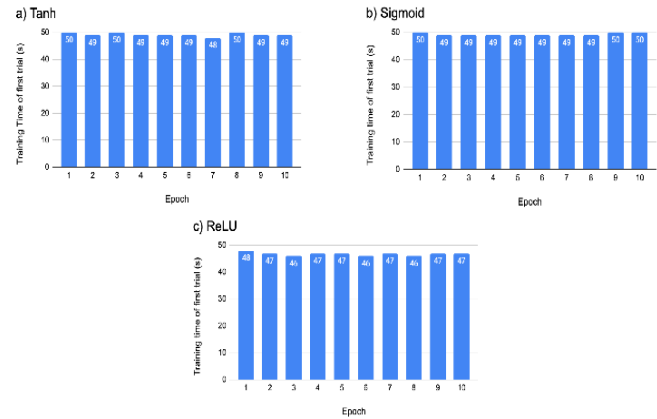 a) Tanh
Training Time of first trial (s)
50
40
30
20
10
0
50 49 50 49 49 49 48 50 49 49
1 2 3 4 5 6 7 8 9 10
Epoch
b) Sigmoid
Training time of first trial (s)
50
40
30
20
10
0
50 49 49 49 49 49 49 49 50 50
1 2 3 4 5 6 7 8 9 10
Epoch
c) ReLU
Training time of first trial (s)
50
40
30
20
10
0
48 47 46 47 47 46 47 46 47 47
1 2 3 4 5 6 7 8 9 10
Epoch